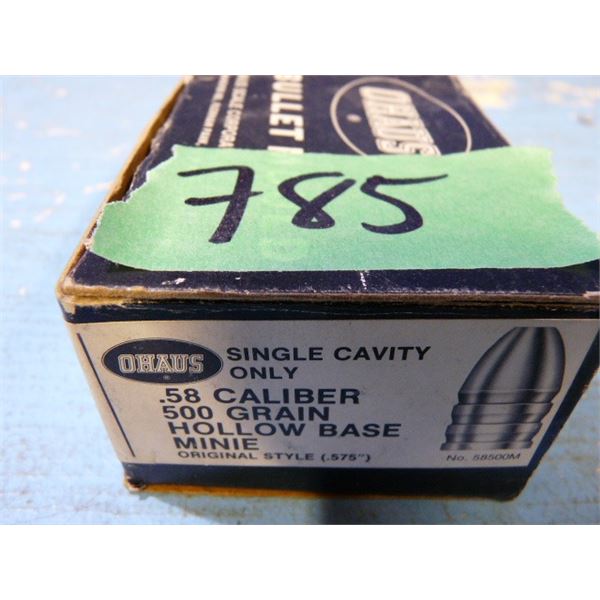 OHAUS
BULLET
785
OHAUS
SINGLE CAVITY
ONLY
.58 CALIBER
500 GRAIN
HOLLOW BASE
MINIE
ORIGINAL STYLE (.575")
No. 58500M